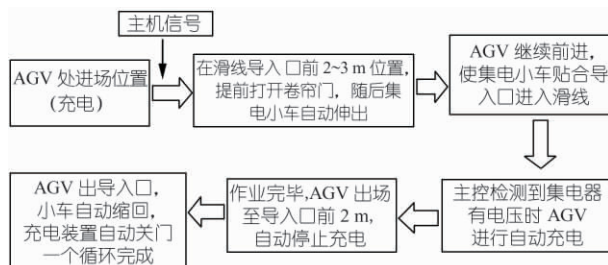 主机信号
AGV 处进场位置
(充电)
在滑线导入口前 2~3 m 位置,
提前打开卷帘门,随后集
电小车自动伸出
AGV 继续前进,
使集电小车贴合导
入口进入滑线
主控检测到集电器
有电压时 AGV
进行自动充电
作业完毕,AGV 出场
至导入口前 2 m,
自动停止充电
AGV 出导入口,
小车自动缩回,
充电装置自动关门
一个循环完成